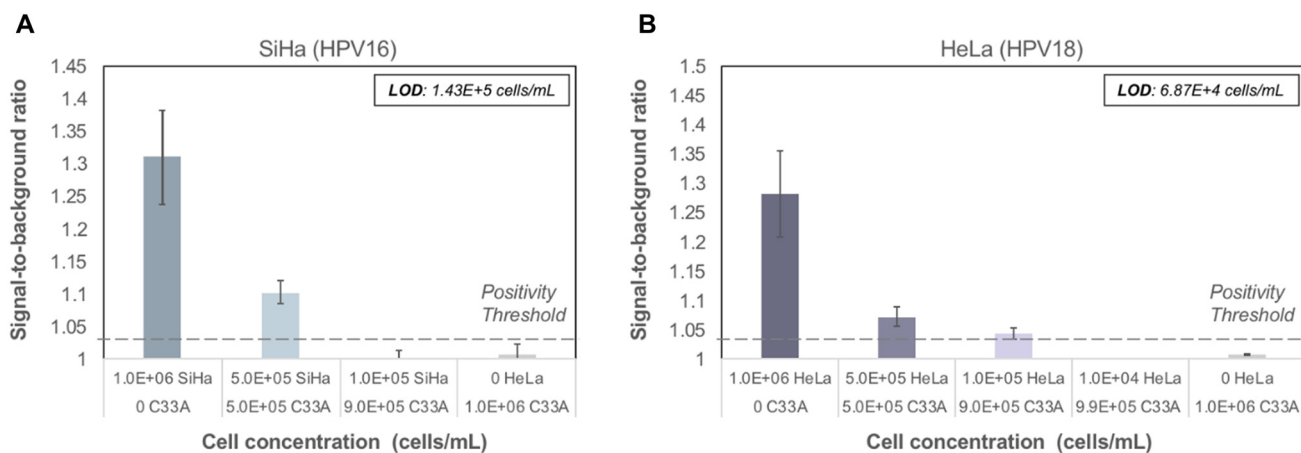 A
SiHa (HPV16)
Signal-to-background ratio
1.45
1.4
1.35
1.3
1.25
1.2
1.15
1.1
1.05
1
LOD: 1.43E+5 cells/mL
Positivity
Threshold
1.0E+06 SiHa 5.0E+05 SiHa 1.0E+05 SiHa 0 HeLa
0 C33A 5.0E+05 C33A 9.0E+05 C33A 1.0E+06 C33A
Cell concentration (cells/mL)
B
HeLa (HPV18)
Signal-to-background ratio
1.5
1.45
1.4
1.35
1.3
1.25
1.2
1.15
1.1
1.05
1
LOD: 6.87E+4 cells/mL
Positivity
Threshold
1.0E+06 HeLa 5.0E+05 HeLa 1.0E+05 HeLa 1.0E+04 HeLa 0 HeLa
0 C33A 5.0E+05 C33A 9.0E+05 C33A 9.9E+05 C33A 1.0E+06 C33A
Cell concentration (cells/mL)